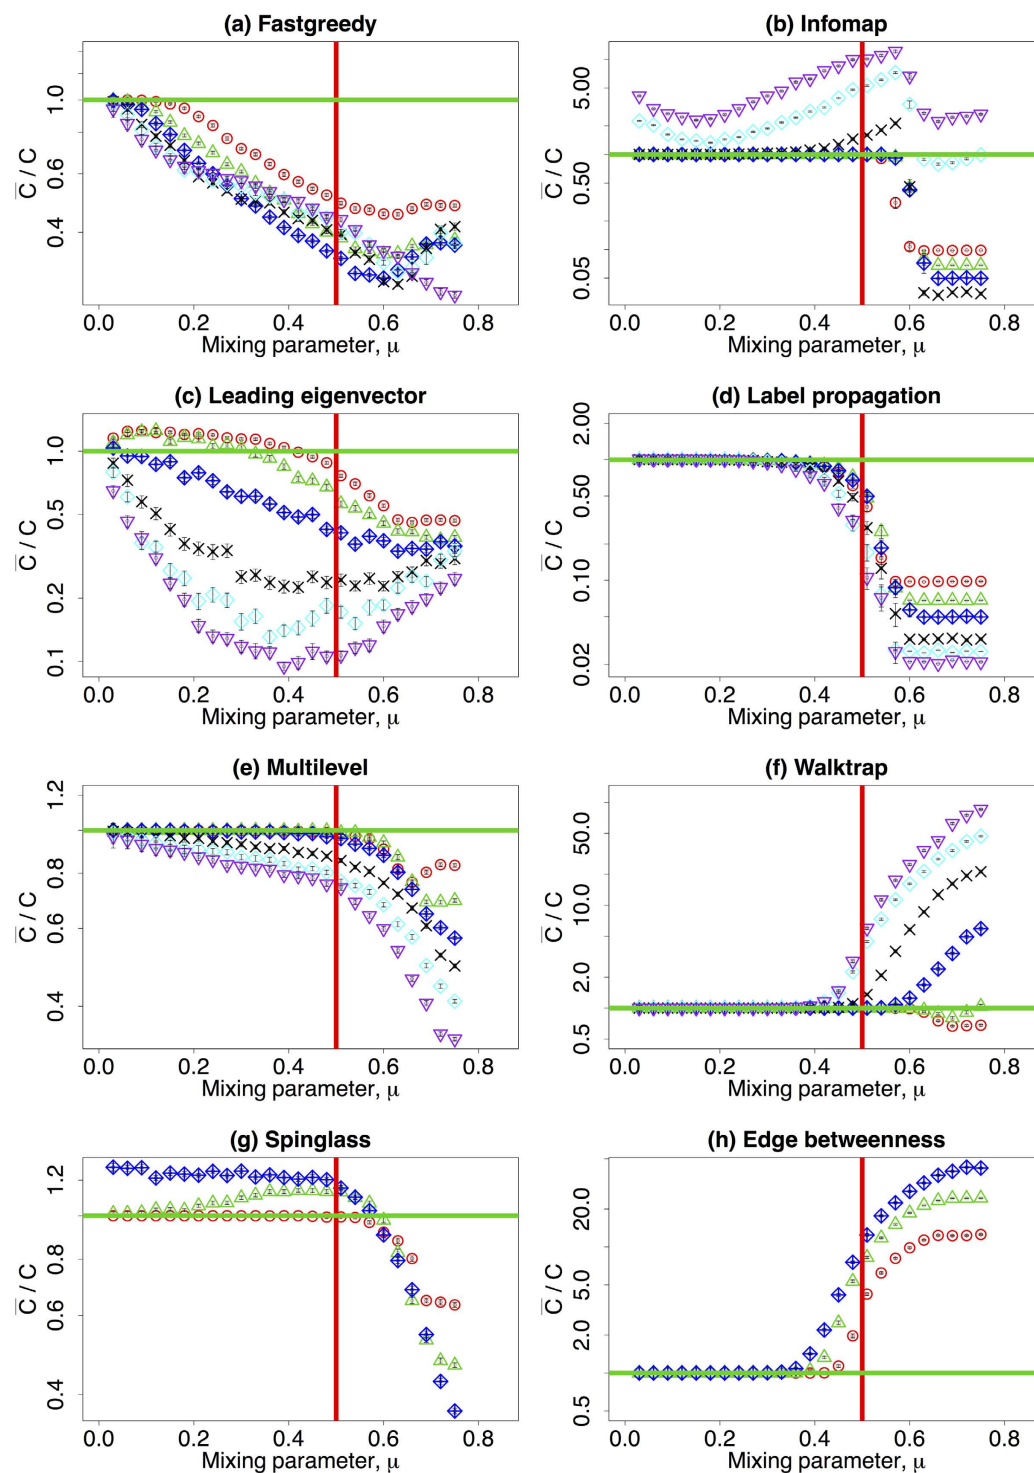 (a) Fastgreedy
C / C
1.0
0.6
0.4
0.0 0.2 0.4 0.6 0.8
Mixing parameter, μ
(b) Infomap
C / C
5.00
0.50
0.05
0.0 0.2 0.4 0.6 0.8
Mixing parameter, μ
(c) Leading eigenvector
C / C
1.0
0.5
0.2
0.1
0.0 0.2 0.4 0.6 0.8
Mixing parameter, μ
(d) Label propagation
C / C
2.00
0.50
0.10
0.02
0.0 0.2 0.4 0.6 0.8
Mixing parameter, μ
(e) Multilevel
C / C
1.2
0.8
0.6
0.4
0.0 0.2 0.4 0.6 0.8
Mixing parameter, μ
(f) Walktrap
C / C
50.0
10.0
2.0
0.5
0.0 0.2 0.4 0.6 0.8
Mixing parameter, μ
(g) Spinglass
C / C
1.2
0.8
0.6
0.4
0.0 0.2 0.4 0.6 0.8
Mixing parameter, μ
(h) Edge betweenness
C / C
20.0
5.0
2.0
0.5
0.0 0.2 0.4 0.6 0.8
Mixing parameter, μ